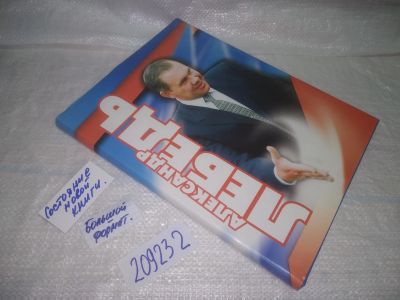 АЛЕКСАНДР
ЛЕБЕДЬ
СОСТОЯНИЕ
НОВОЙ
КНИГИ.
БОЛЬШОЙ
ФОРМАТ.
209232